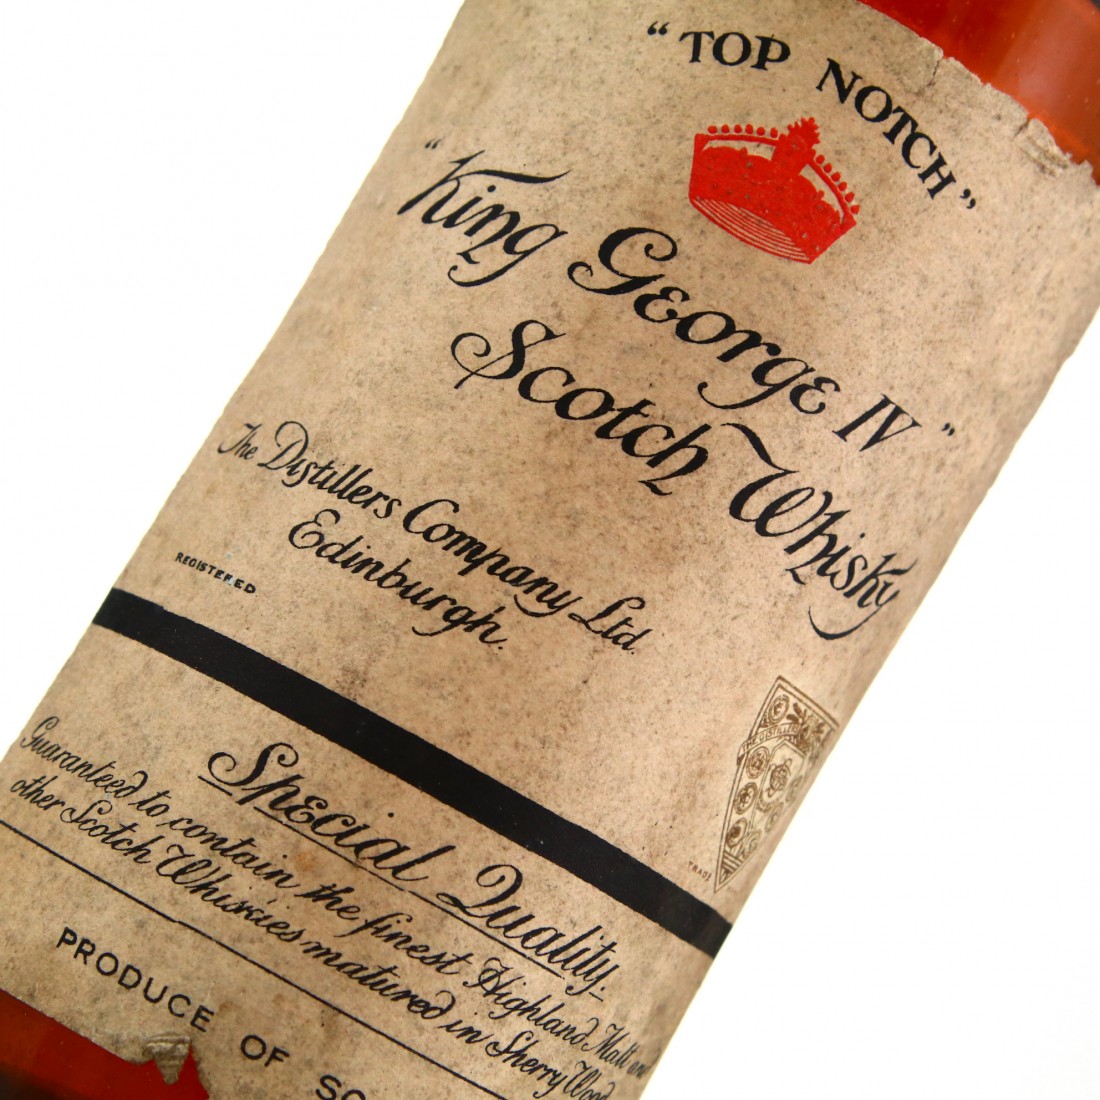 "TOP NOTCH"
"King George IV"
Scotch Whisky
The Distillers Company Ltd.
Edinburgh.
REGISTERED
TRADE
Special Quality
Guaranteed to contain the finest Highland Malt and
other Scotch Whiskies matured in Sherry Wood
PRODUCE OF SC